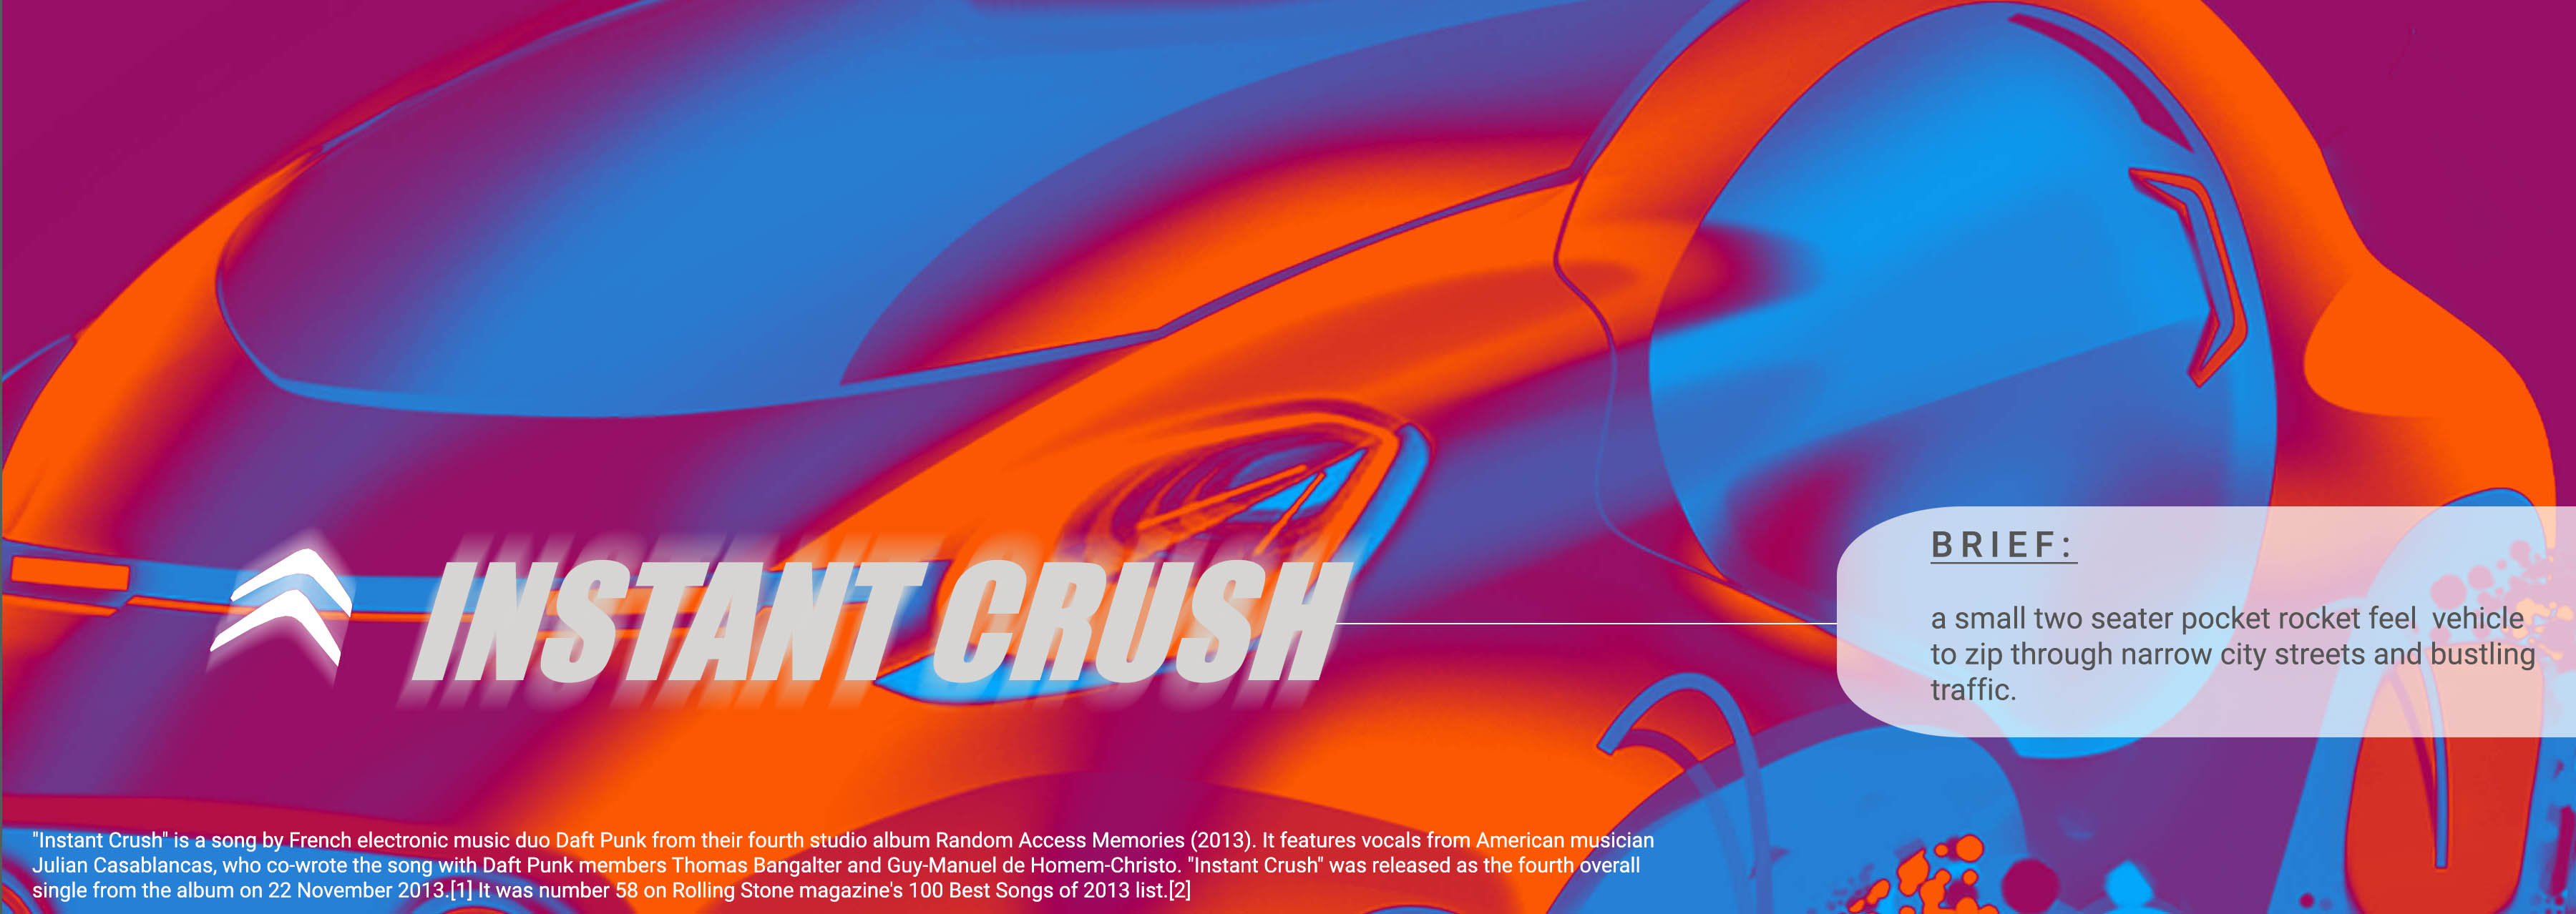 INSTANT CRUSH
BRIEF:
a small two seater pocket rocket feel  vehicle
to zip through narrow city streets and bustling
traffic.
"Instant Crush" is a song by French electronic music duo Daft Punk from their fourth studio album Random Access Memories (2013). It features vocals from American musician
Julian Casablancas, who co-wrote the song with Daft Punk members Thomas Bangalter and Guy-Manuel de Homem-Christo. "Instant Crush" was released as the fourth overall
single from the album on 22 November 2013.[1] It was number 58 on Rolling Stone magazine's 100 Best Songs of 2013 list.[2]